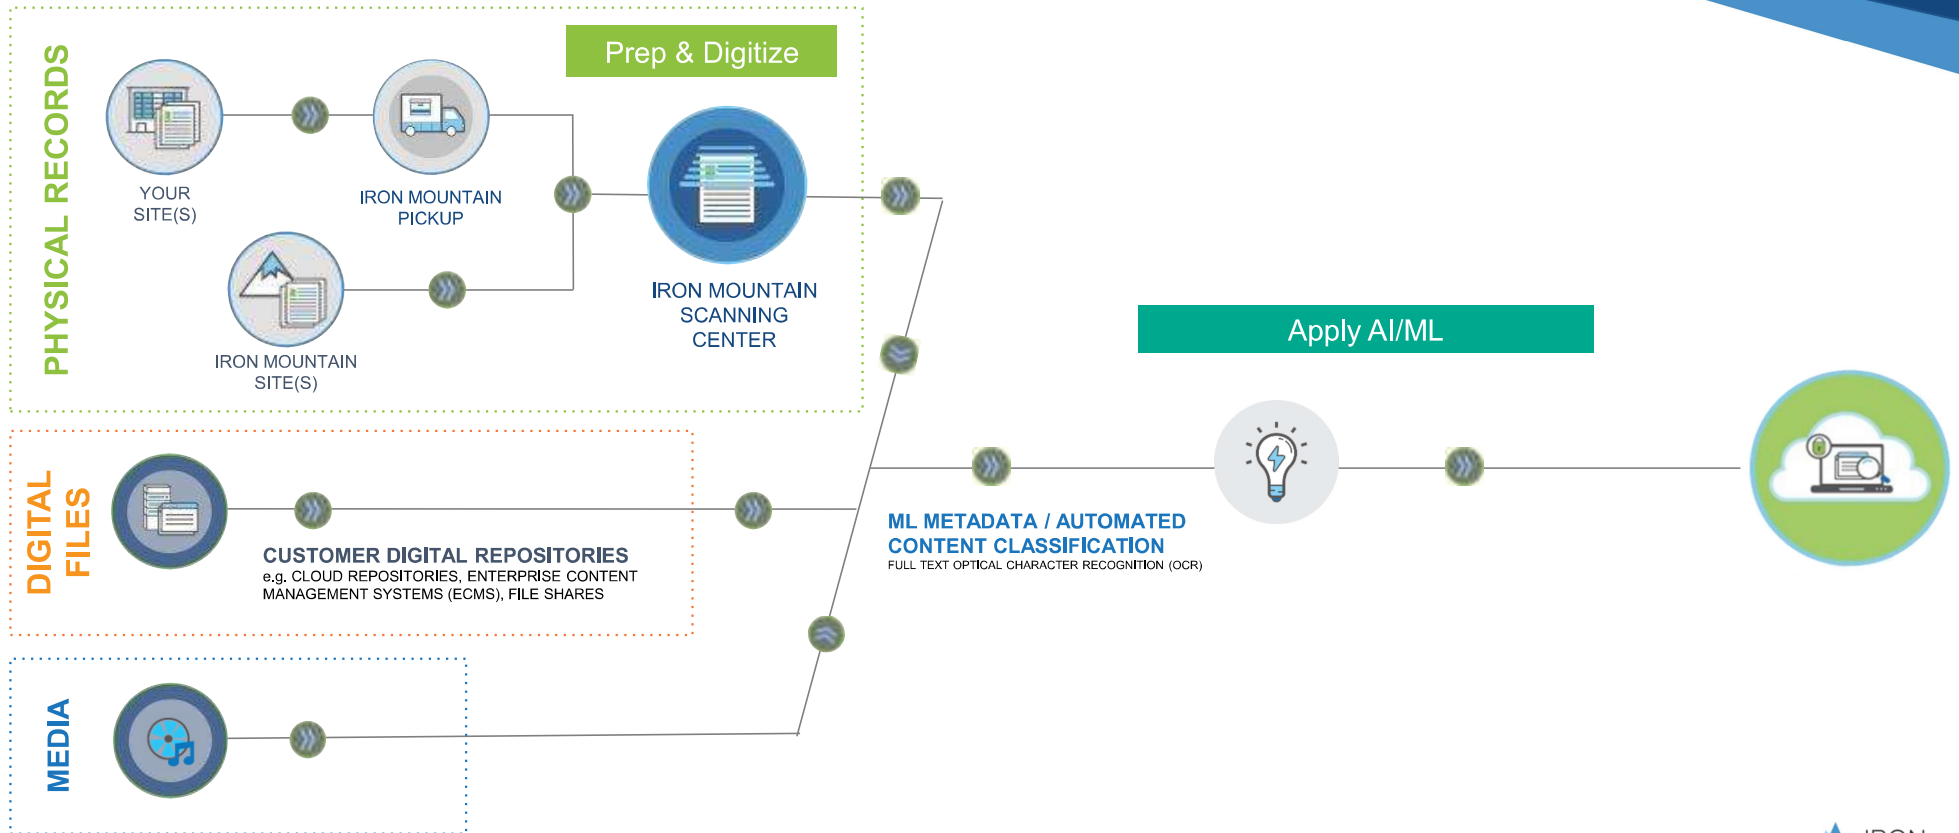 PHYSICAL RECORDS
Prep & Digitize
YOUR
SITE(S)
IRON MOUNTAIN
PICKUP
IRON MOUNTAIN
SITE(S)
IRON MOUNTAIN
SCANNING
CENTER
DIGITAL
FILES
CUSTOMER DIGITAL REPOSITORIES
e.g. CLOUD REPOSITORIES, ENTERPRISE CONTENT
MANAGEMENT SYSTEMS (ECMS), FILE SHARES
MEDIA
Apply AI/ML
ML METADATA / AUTOMATED
CONTENT CLASSIFICATION
FULL TEXT OPTICAL CHARACTER RECOGNITION (OCR)
IRON